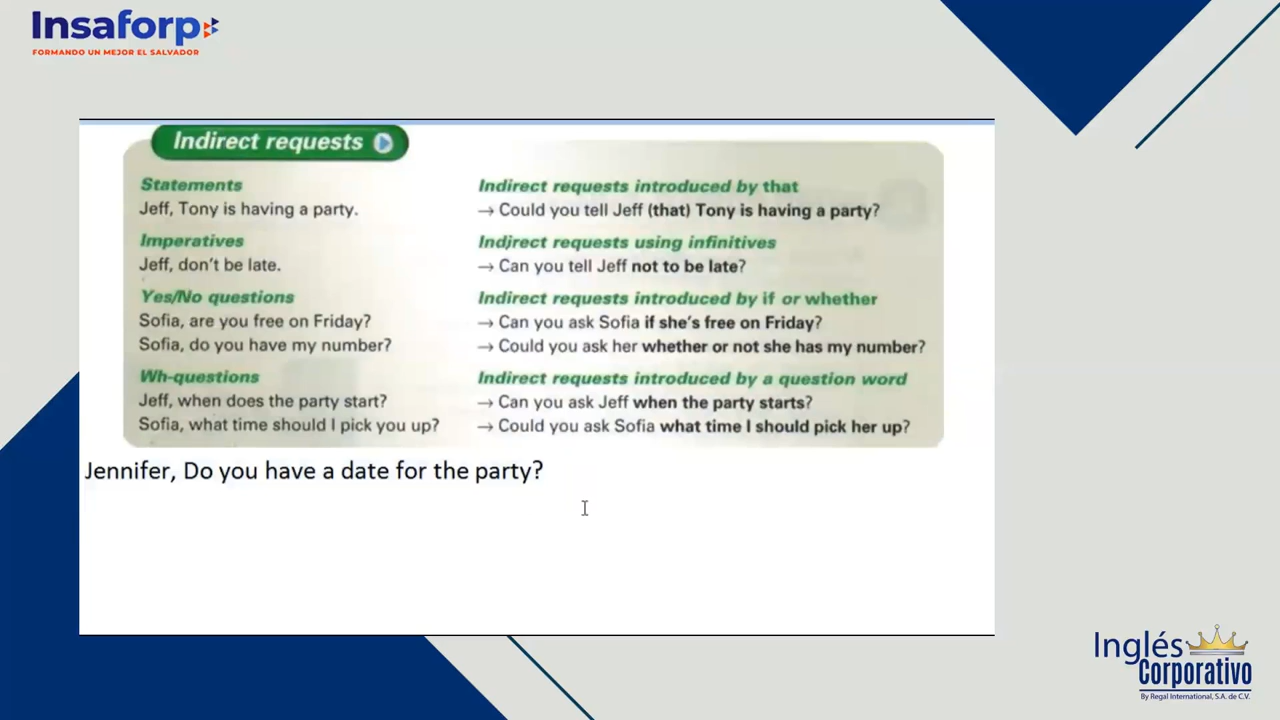 Insaforp
FORMANDO UN MEJOR EL SALVADOR
Indirect requests
Statements
Jeff, Tony is having a party.
Indirect requests introduced by that
→ Could you tell Jeff (that) Tony is having a party?
Imperatives
Jeff, don't be late.
Indirect requests using infinitives
→ Can you tell Jeff not to be late?
Yes/No questions
Sofia, are you free on Friday?
Sofia, do you have my number?
Indirect requests introduced by if or whether
→ Can you ask Sofia if she's free on Friday?
→ Could you ask her whether or not she has my number?
Wh-questions
Jeff, when does the party start?
Sofia, what time should I pick you up?
Indirect requests introduced by a question word
→ Can you ask Jeff when the party starts?
→ Could you ask Sofia what time I should pick her up?
Jennifer, Do you have a date for the party?
Inglés
Corporativo
By Regal International, S.A. de C.V.